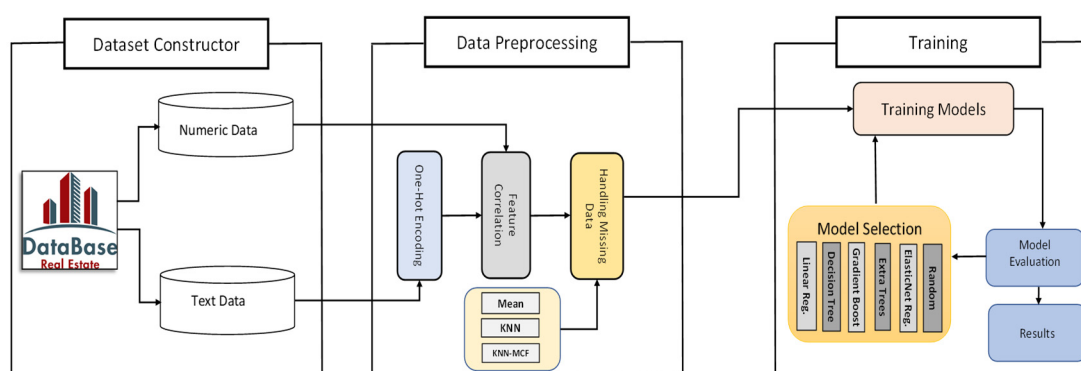 Dataset Constructor
Data Preprocessing
Training
Numeric Data
Text Data
DataBase
Real Estate
One-Hot Encoding
Feature
Correlation
Handling Missing
Data
Mean
KNN
KNN-MCF
Training Models
Model Selection
Linear Reg.
Decision Tree
Gradient Boost
Extra Trees
ElasticNet Reg.
Random
Model
Evaluation
Results